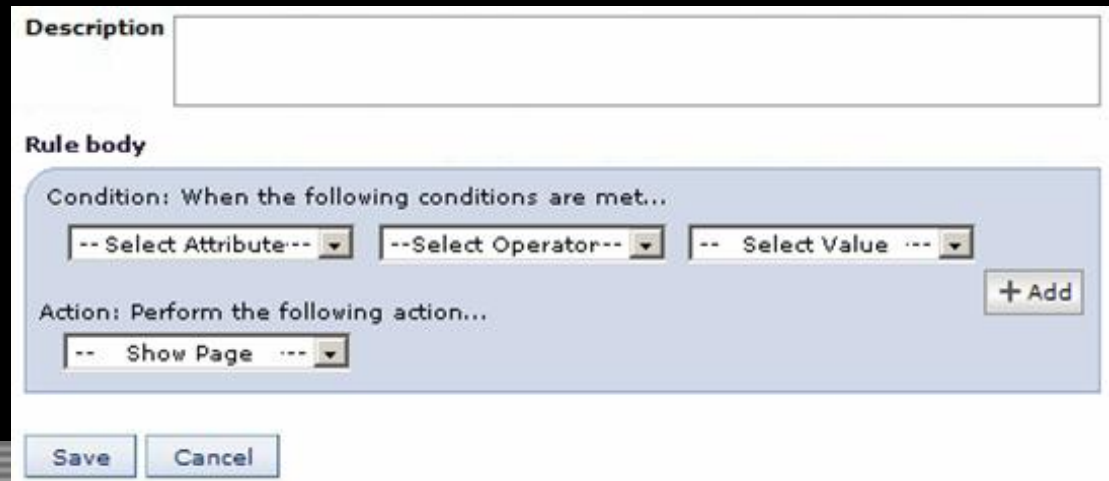 Description
Rule body
Condition: When the following conditions are met...
-- Select Attribute--- --Select Operator-- -- Select Value ---
+ Add
Action: Perform the following action...
-- Show Page ---
Save Cancel